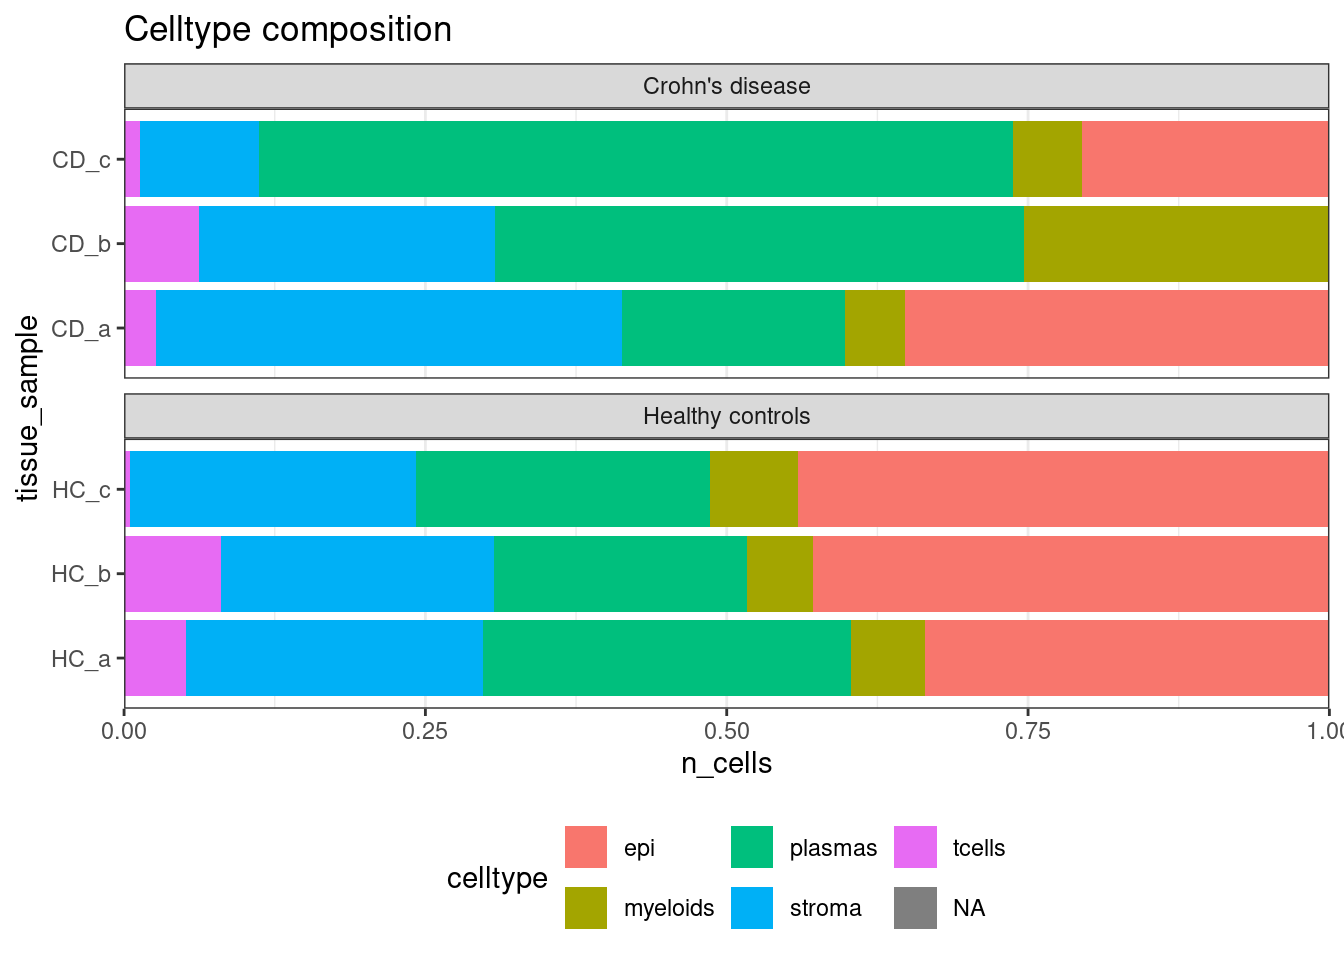 Celltype composition
Crohn's disease
CD_c
CD_b
CD_a
tissue_sample
Healthy controls
HC_c
HC_b
HC_a
0.00 0.25 0.50 0.75 1.00
n_cells
celltype
epi plasmas tcells
myeloids stroma NA